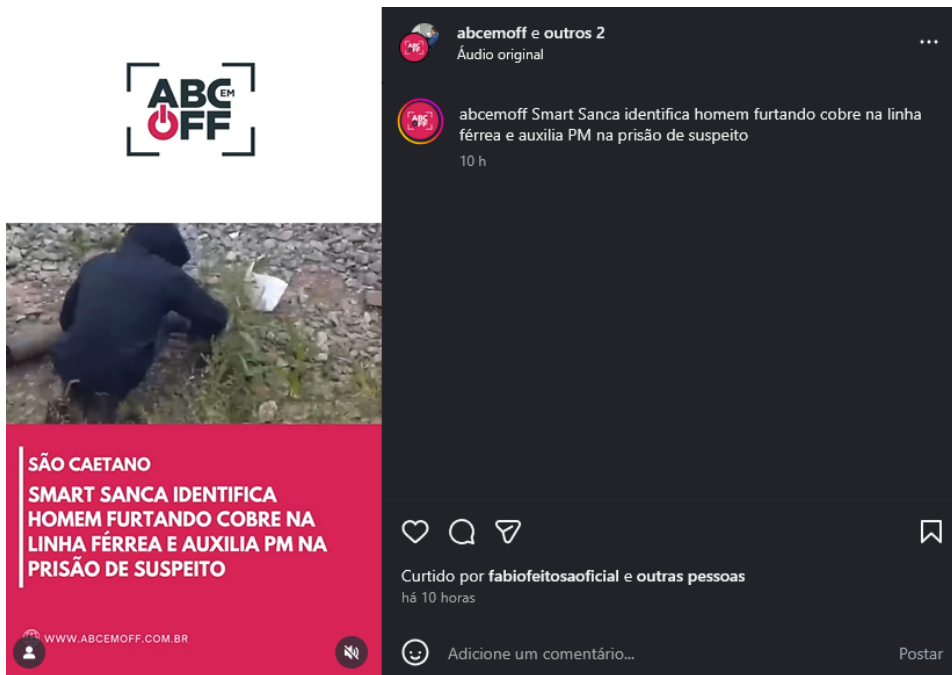 ABC EM
OFF
SÃO CAETANO
SMART SANCA IDENTIFICA
HOMEM FURTANDO COBRE NA
LINHA FÉRREA E AUXILIA PM NA
PRISÃO DE SUSPEITO
WWW.ABCEMOFF.COM.BR
abcemoff e outros 2
Áudio original
abcemoff Smart Sanca identifica homem furtando cobre na linha
férrea e auxilia PM na prisão de suspeito
10 h
Curtido por fabiofeitosaoficial e outras pessoas
há 10 horas
Adicione um comentário...
Postar